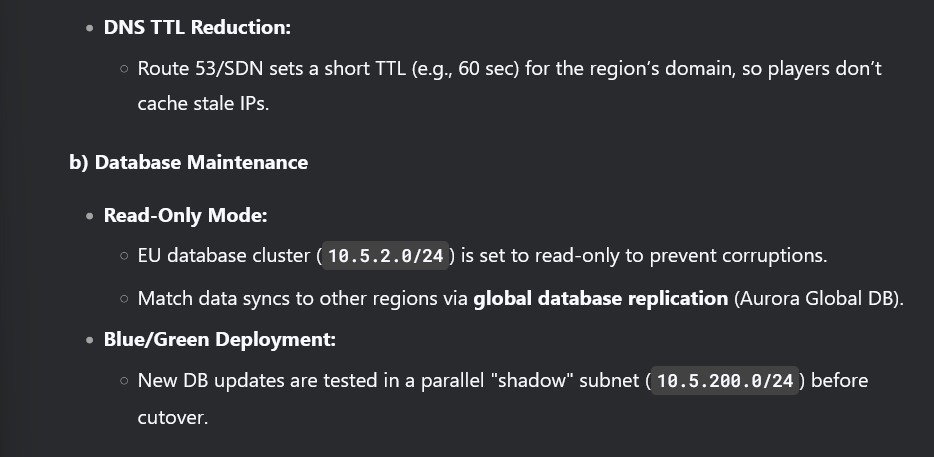 • DNS TTL Reduction:
○ Route 53/SDN sets a short TTL (e.g., 60 sec) for the region’s domain, so players don’t
cache stale IPs.
b) Database Maintenance
• Read-Only Mode:
○ EU database cluster (10.5.2.0/24) is set to read-only to prevent corruptions.
○ Match data syncs to other regions via global database replication (Aurora Global DB).
• Blue/Green Deployment:
○ New DB updates are tested in a parallel "shadow" subnet (10.5.200.0/24) before
cutover.